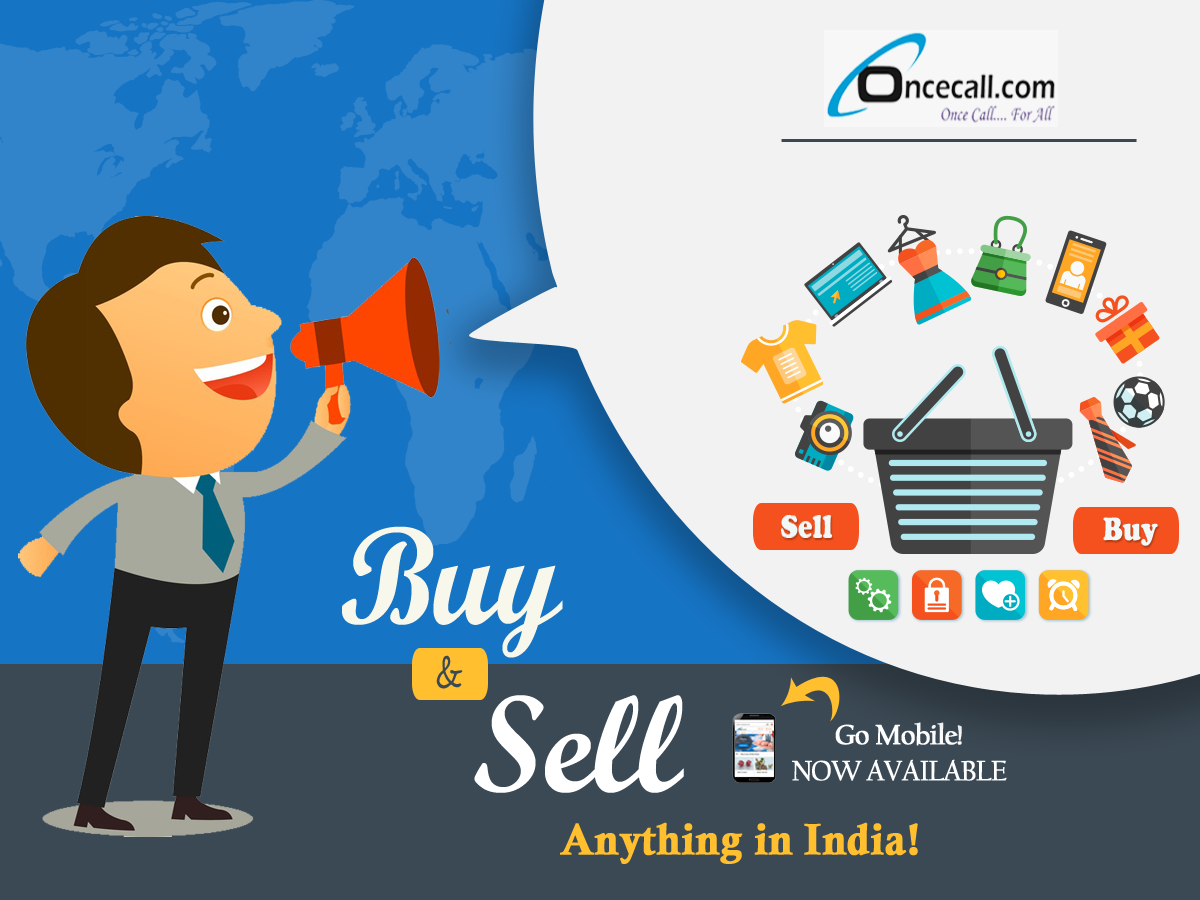 Oncecall.com
Once Call.... For All
Sell
Buy
Buy
&
Sell
Go Mobile!
NOW AVAILABLE
Anything in India!